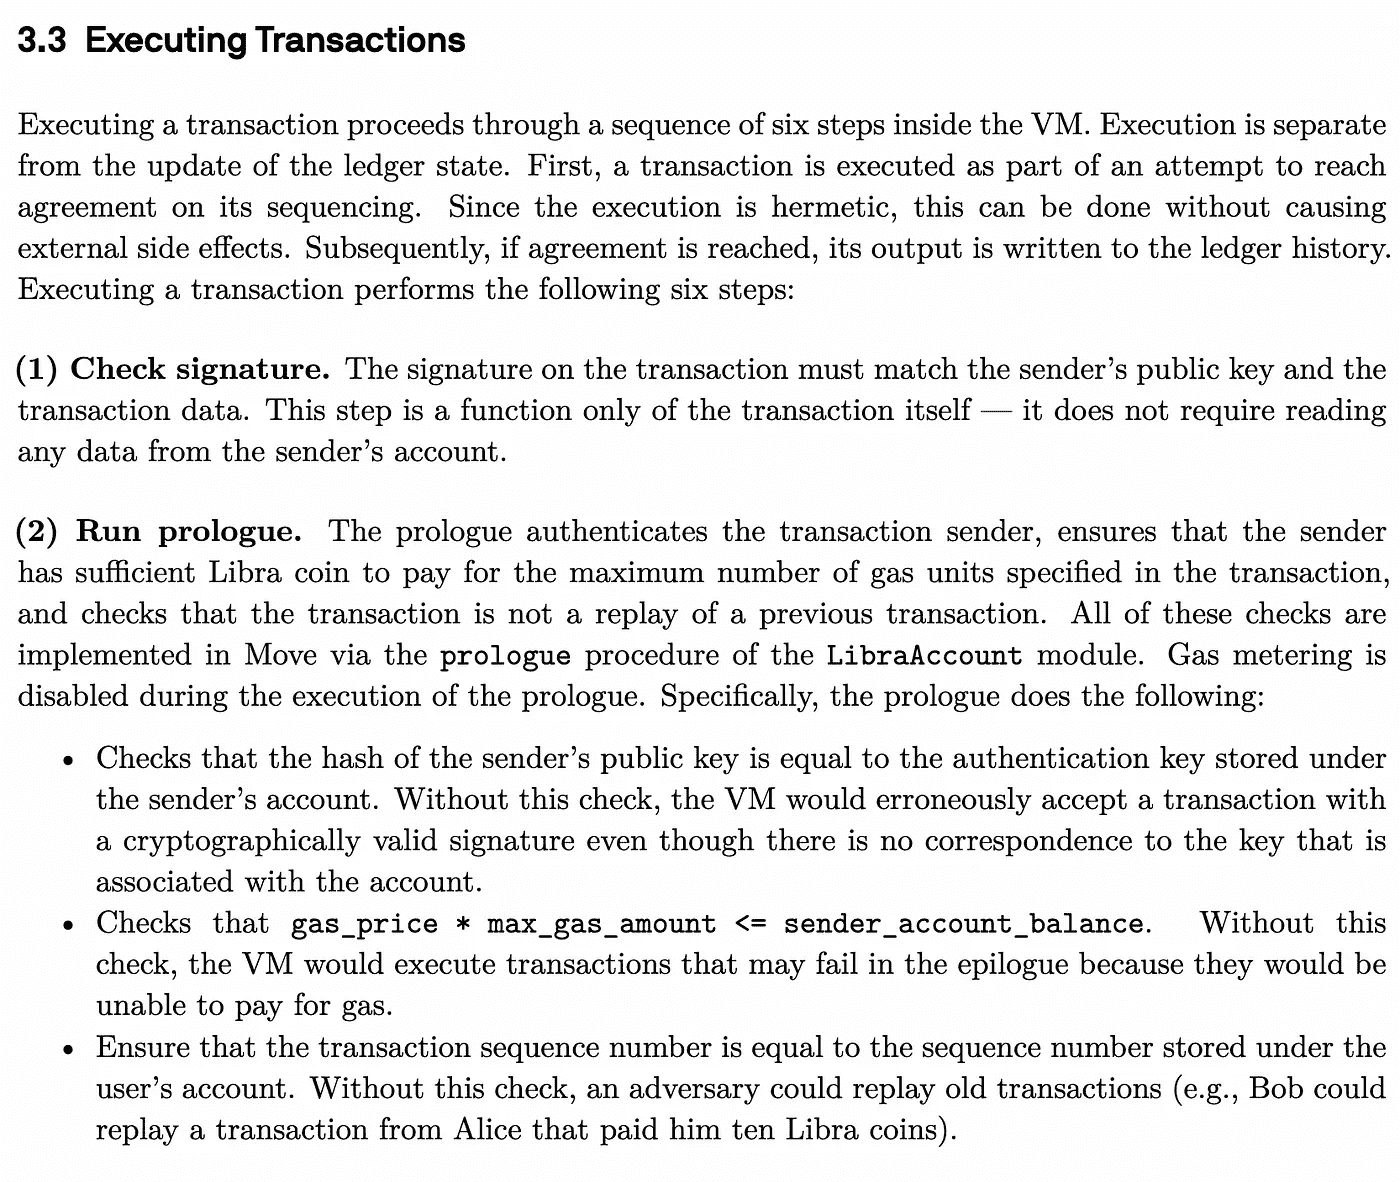 3.3 Executing Transactions
Executing a transaction proceeds through a sequence of six steps inside the VM. Execution is separate
from the update of the ledger state. First, a transaction is executed as part of an attempt to reach
agreement on its sequencing. Since the execution is hermetic, this can be done without causing
external side effects. Subsequently, if agreement is reached, its output is written to the ledger history.
Executing a transaction performs the following six steps:
(1) Check signature. The signature on the transaction must match the sender’s public key and the
transaction data. This step is a function only of the transaction itself — it does not require reading
any data from the sender’s account.
(2) Run prologue. The prologue authenticates the transaction sender, ensures that the sender
has sufficient Libra coin to pay for the maximum number of gas units specified in the transaction,
and checks that the transaction is not a replay of a previous transaction. All of these checks are
implemented in Move via the prologue procedure of the LibraAccount module. Gas metering is
disabled during the execution of the prologue. Specifically, the prologue does the following:
• Checks that the hash of the sender’s public key is equal to the authentication key stored under
the sender’s account. Without this check, the VM would erroneously accept a transaction with
a cryptographically valid signature even though there is no correspondence to the key that is
associated with the account.
• Checks that gas_price * max_gas_amount <= sender_account_balance. Without this
check, the VM would execute transactions that may fail in the epilogue because they would be
unable to pay for gas.
• Ensure that the transaction sequence number is equal to the sequence number stored under the
user’s account. Without this check, an adversary could replay old transactions (e.g., Bob could
replay a transaction from Alice that paid him ten Libra coins).